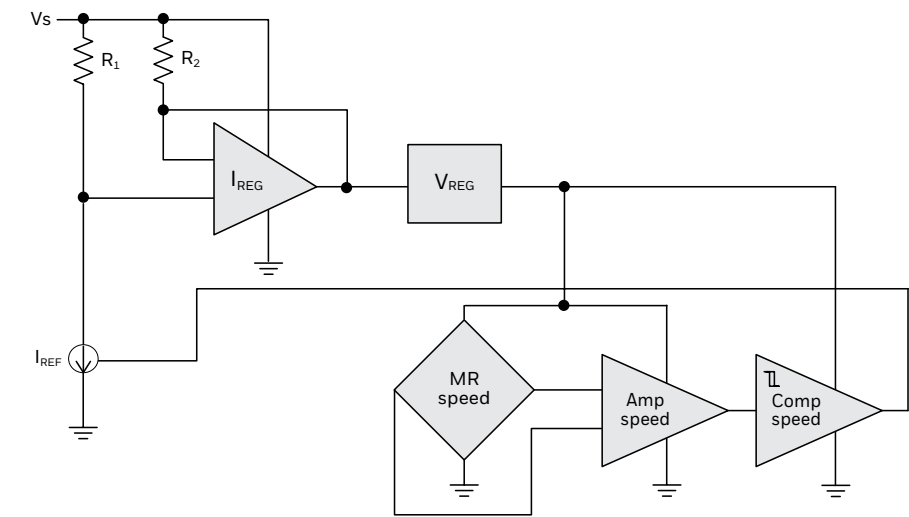 Vs
R1
R2
IREG
VREG
IREF
MR
speed
Amp
speed
Comp
speed